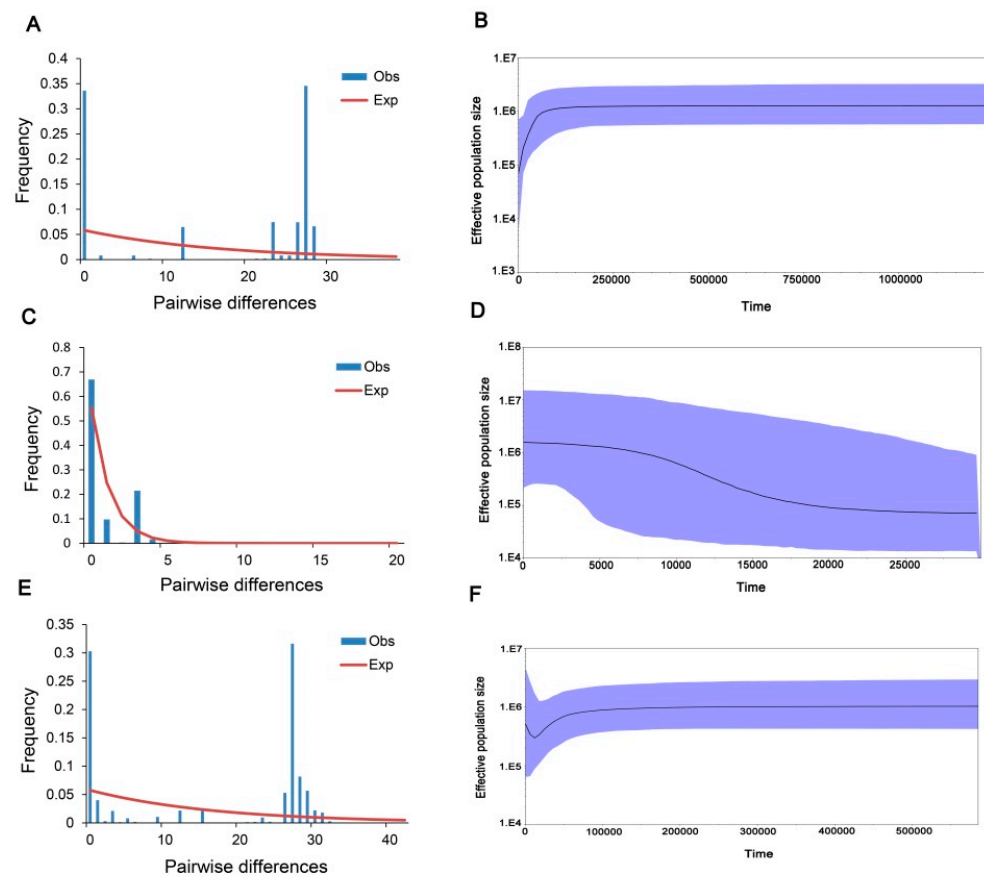 A
Frequency
0.4
0.35
0.3
0.25
0.2
0.15
0.1
0.05
0
Obs
Exp
0 10 20 30
Pairwise differences
B
Effective population size
1.E7
1.E6
1.E5
1.E4
1.E3
0 250000 500000 750000 1000000
Time
C
Frequency
0.8
0.7
0.6
0.5
0.4
0.3
0.2
0.1
0
Obs
Exp
0 5 10 15 20
Pairwise differences
D
Effective population size
1.E8
1.E7
1.E6
1.E5
1.E4
0 5000 10000 15000 20000 25000
Time
E
Frequency
0.35
0.3
0.25
0.2
0.15
0.1
0.05
0
Obs
Exp
0 10 20 30 40
Pairwise differences
F
Effective population size
1.E7
1.E6
1.E5
1.E4
0 100000 200000 300000 400000 5000000
Time